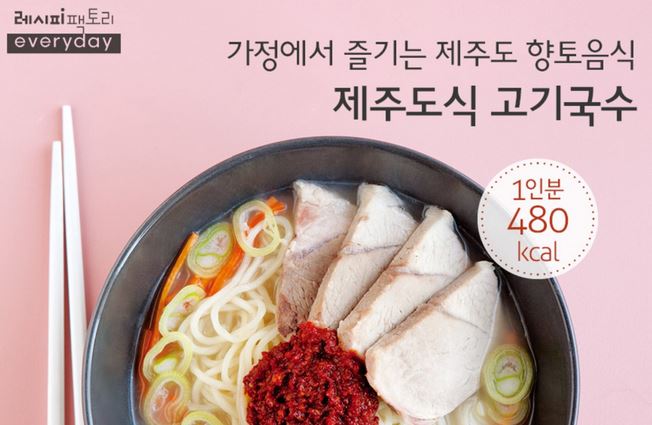 레시피팩토리
everyday
가정에서 즐기는 제주도 향토음식
제주도식 고기국수
1인분
480
kcal